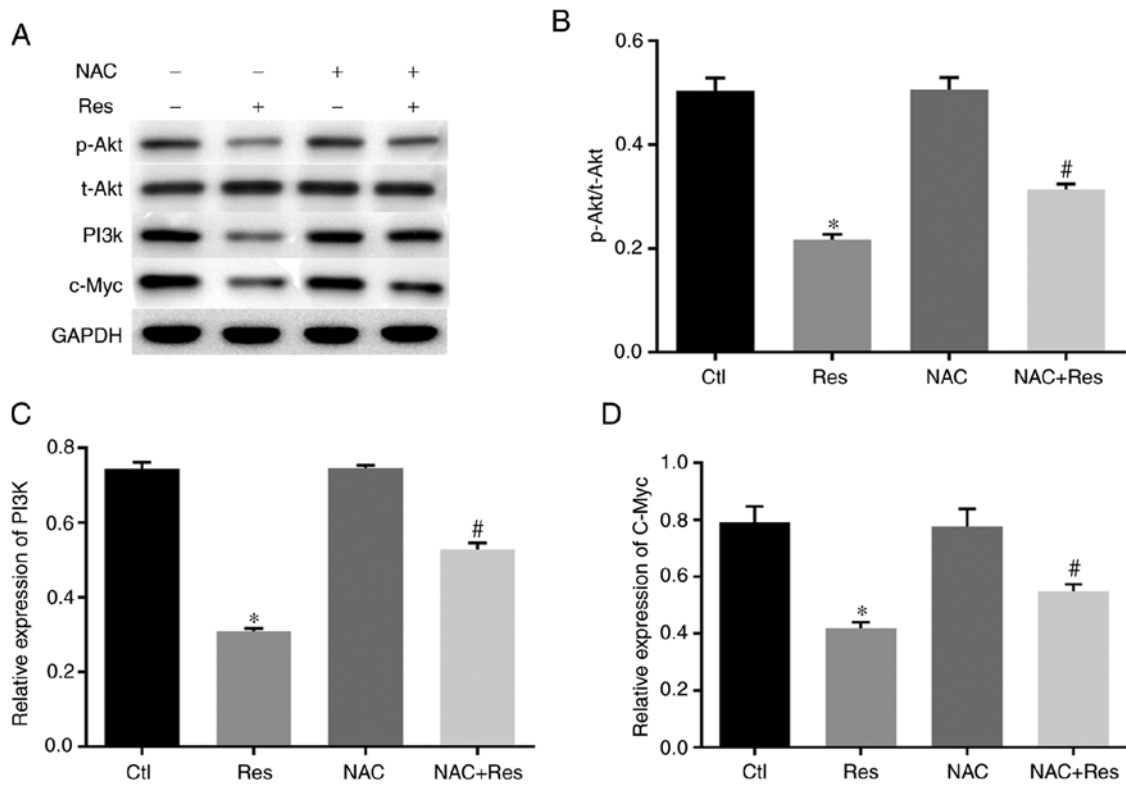 A
NAC – – + +
Res – + – +
p-Akt
t-Akt
PI3k
c-Myc
GAPDH
B
p-Akt/t-Akt
0.6
0.4
0.2
0.0
*
#
Ctl Res NAC NAC+Res
C
Relative expression of PI3K
0.8
0.6
0.4
0.2
0.0
*
#
Ctl Res NAC NAC+Res
D
Relative expression of C-Myc
1.0
0.8
0.6
0.4
0.2
0.0
*
#
Ctl Res NAC NAC+Res